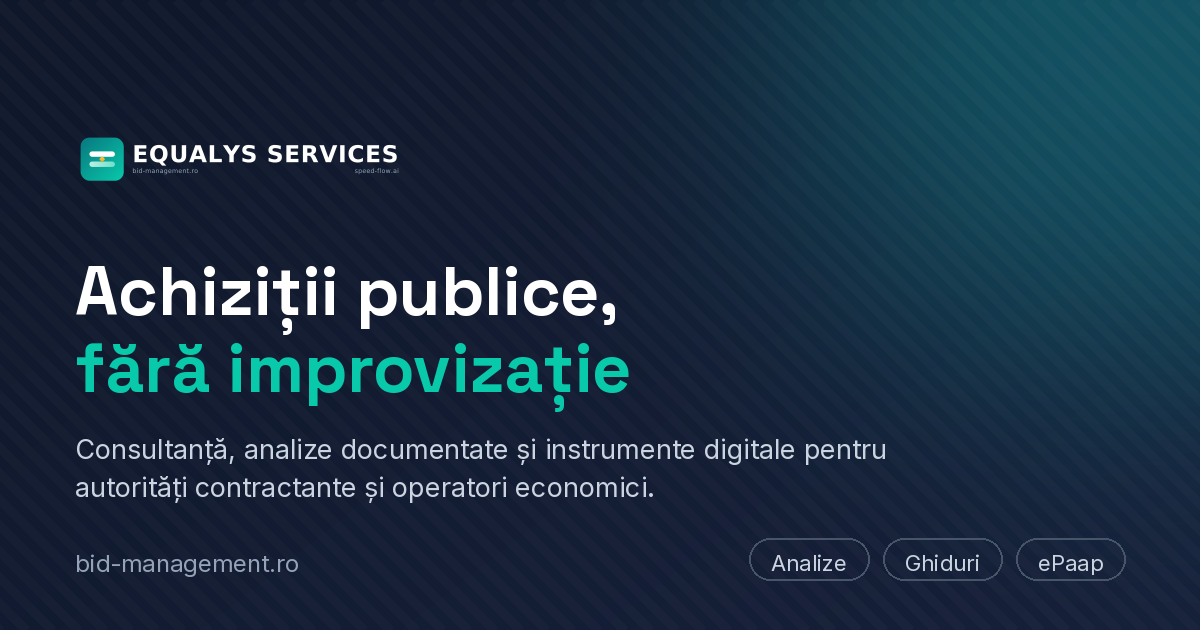 EQUALYS SERVICES
bid-management.ro speed-flow.ai
Achiziții publice,
fără improvizație
Consultanță, analize documentate și instrumente digitale pentru
autorități contractante și operatori economici.
bid-management.ro
Analize Ghiduri ePaap